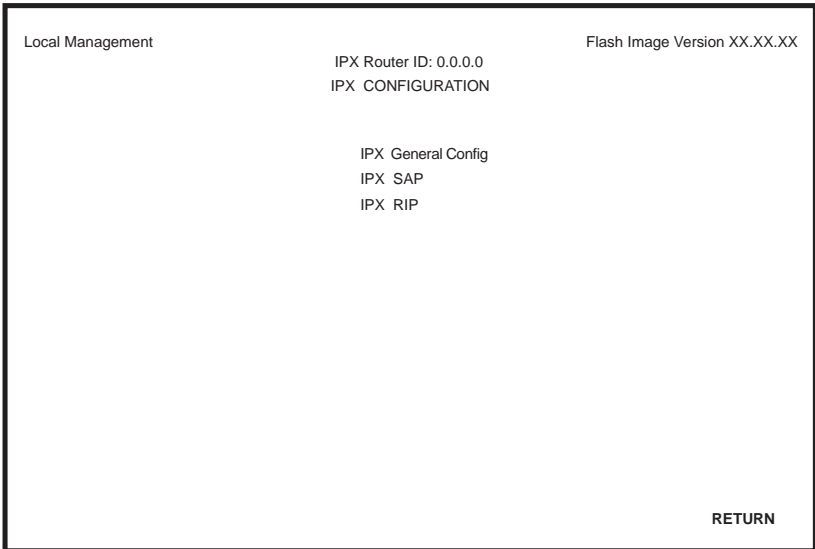 Local Management Flash Image Version XX.XX.XX
IPX Router ID: 0.0.0.0
IPX CONFIGURATION
IPX General Config
IPX SAP
IPX RIP
RETURN